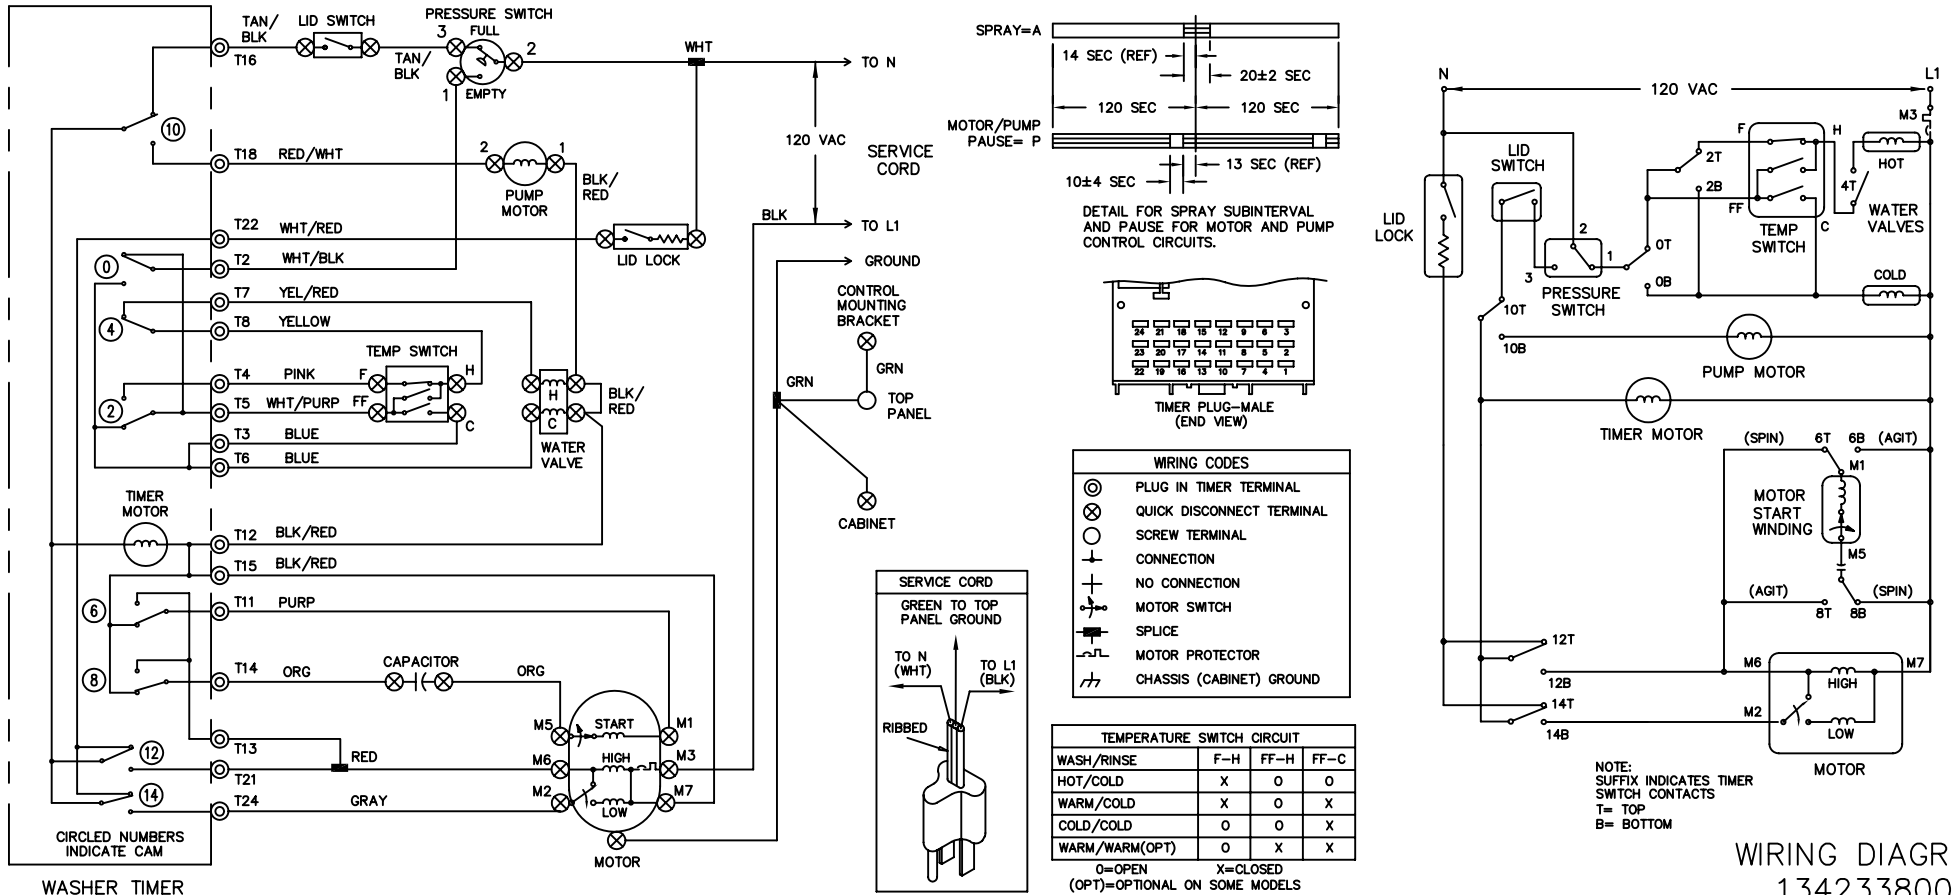 TAN/
BLK
LID SWITCH
PRESSURE SWITCH
FULL
3
2
TAN/
BLK
1
EMPTY
T16
WHT
TO N
10
T18
RED/WHT
2
1
PUMP
MOTOR
BLK/
RED
120 VAC
SERVICE
CORD
T22
WHT/RED
BLK
TO L1
LID LOCK
0
T2
WHT/BLK
GROUND
T7
YEL/RED
CONTROL
MOUNTING
BRACKET
4
T8
YELLOW
TEMP SWITCH
GRN
T4
PINK
F
H
H
BLK/
RED
GRN
TOP
PANEL
2
T5
WHT/PURP
FF
C
C
T3
BLUE
T6
BLUE
WATER
VALVE
CABINET
TIMER
MOTOR
T12
BLK/RED
T15
BLK/RED
6
T11
PURP
8
T14
ORG
CAPACITOR
ORG
M5
START
M1
T13
RED
12
M6
HIGH
M3
T21
14
T24
GRAY
M2
LOW
M7
MOTOR
CIRCLED NUMBERS
INDICATE CAM
WASHER TIMER
SPRAY=A
14 SEC (REF)
20±2 SEC
120 SEC
120 SEC
MOTOR/PUMP
PAUSE= P
13 SEC (REF)
10±4 SEC
DETAIL FOR SPRAY SUBINTERVAL
AND PAUSE FOR MOTOR AND PUMP
CONTROL CIRCUITS.
24 21 18 15 12 9 6 3
23 20 17 14 11 8 5 2
22 19 16 13 10 7 4 1
TIMER PLUG-MALE
(END VIEW)
WIRING CODES
PLUG IN TIMER TERMINAL
QUICK DISCONNECT TERMINAL
SCREW TERMINAL
CONNECTION
NO CONNECTION
MOTOR SWITCH
SPLICE
MOTOR PROTECTOR
CHASSIS (CABINET) GROUND
SERVICE CORD
GREEN TO TOP
PANEL GROUND
TO N
(WHT)
TO L1
(BLK)
RIBBED
TEMPERATURE SWITCH CIRCUIT
WASH/RINSE F-H FF-H FF-C
HOT/COLD X O O
WARM/COLD X O X
COLD/COLD O O X
WARM/WARM(OPT) O X X
O=OPEN X=CLOSED
(OPT)=OPTIONAL ON SOME MODELS
N
120 VAC
L1
M3
LID
SWITCH
LID
LOCK
2T
2B
F
H
FF
C
TEMP
SWITCH
4T
HOT
WATER
VALVES
COLD
2
3
1
0T
0B
PRESSURE
SWITCH
10T
10B
PUMP MOTOR
TIMER MOTOR
(SPIN)
6T
6B
(AGIT)
M1
MOTOR
START
WINDING
M5
(AGIT)
8T
8B
(SPIN)
12T
12B
M6
M7
HIGH
14T
14B
M2
LOW
MOTOR
NOTE:
SUFFIX INDICATES TIMER
SWITCH CONTACTS
T= TOP
B= BOTTOM
WIRING DIAGR
134233800